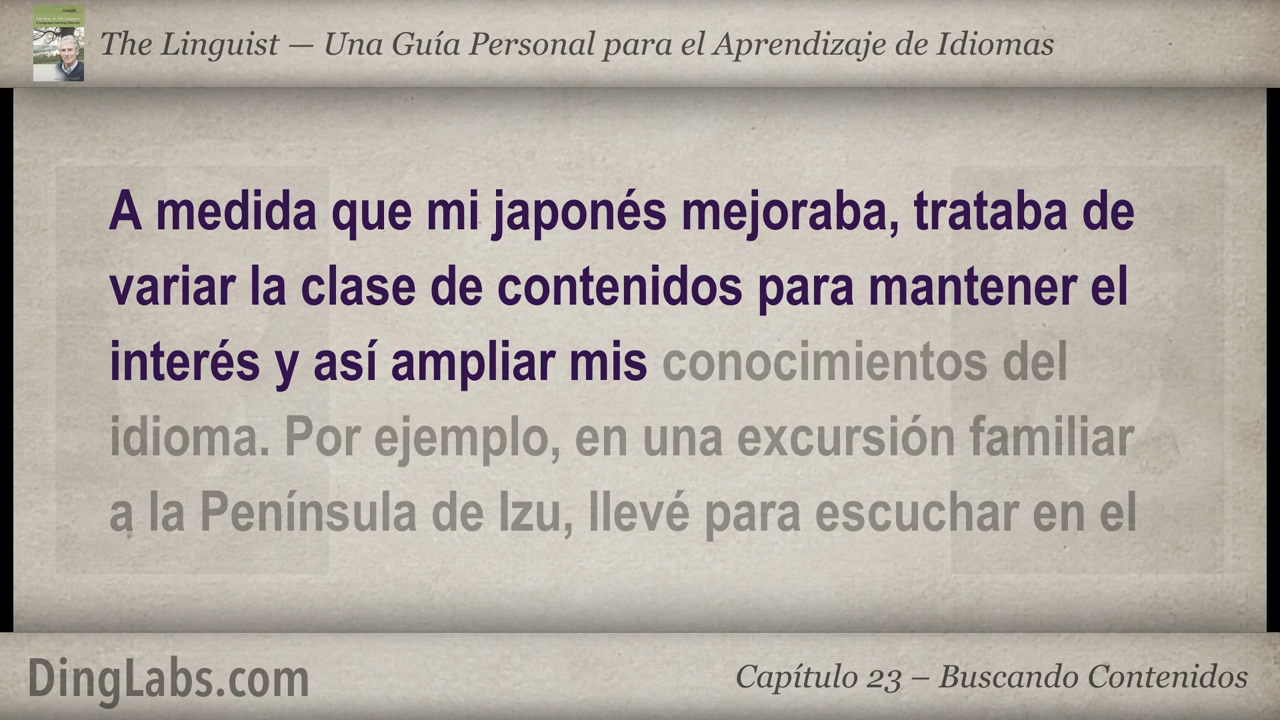 The Linguist — Una Guía Personal para el Aprendizaje de Idiomas
A medida que mi japonés mejoraba, trataba de
variar la clase de contenidos para mantener el
interés y así ampliar mis conocimientos del
idioma. Por ejemplo, en una excursión familiar
a la Península de Izu, llevé para escuchar en el
DingLabs.com
Capítulo 23 – Buscando Contenidos